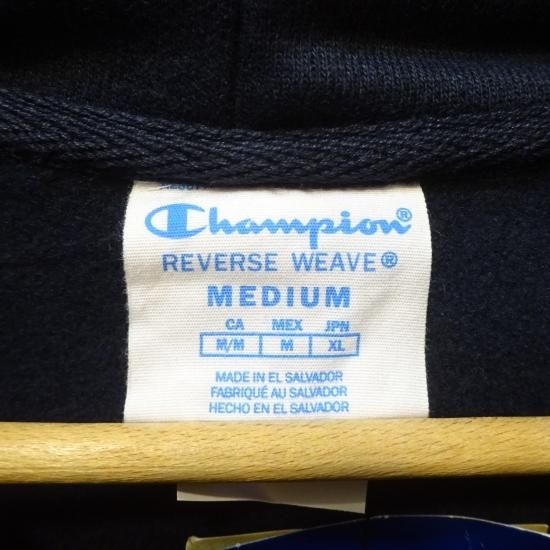 Champion®
REVERSE WEAVE®
MEDIUM
CA MEX JPN
M/M M XL
MADE IN EL SALVADOR
FABRIQUÉ AU SALVADOR
HECHO EN EL SALVADOR